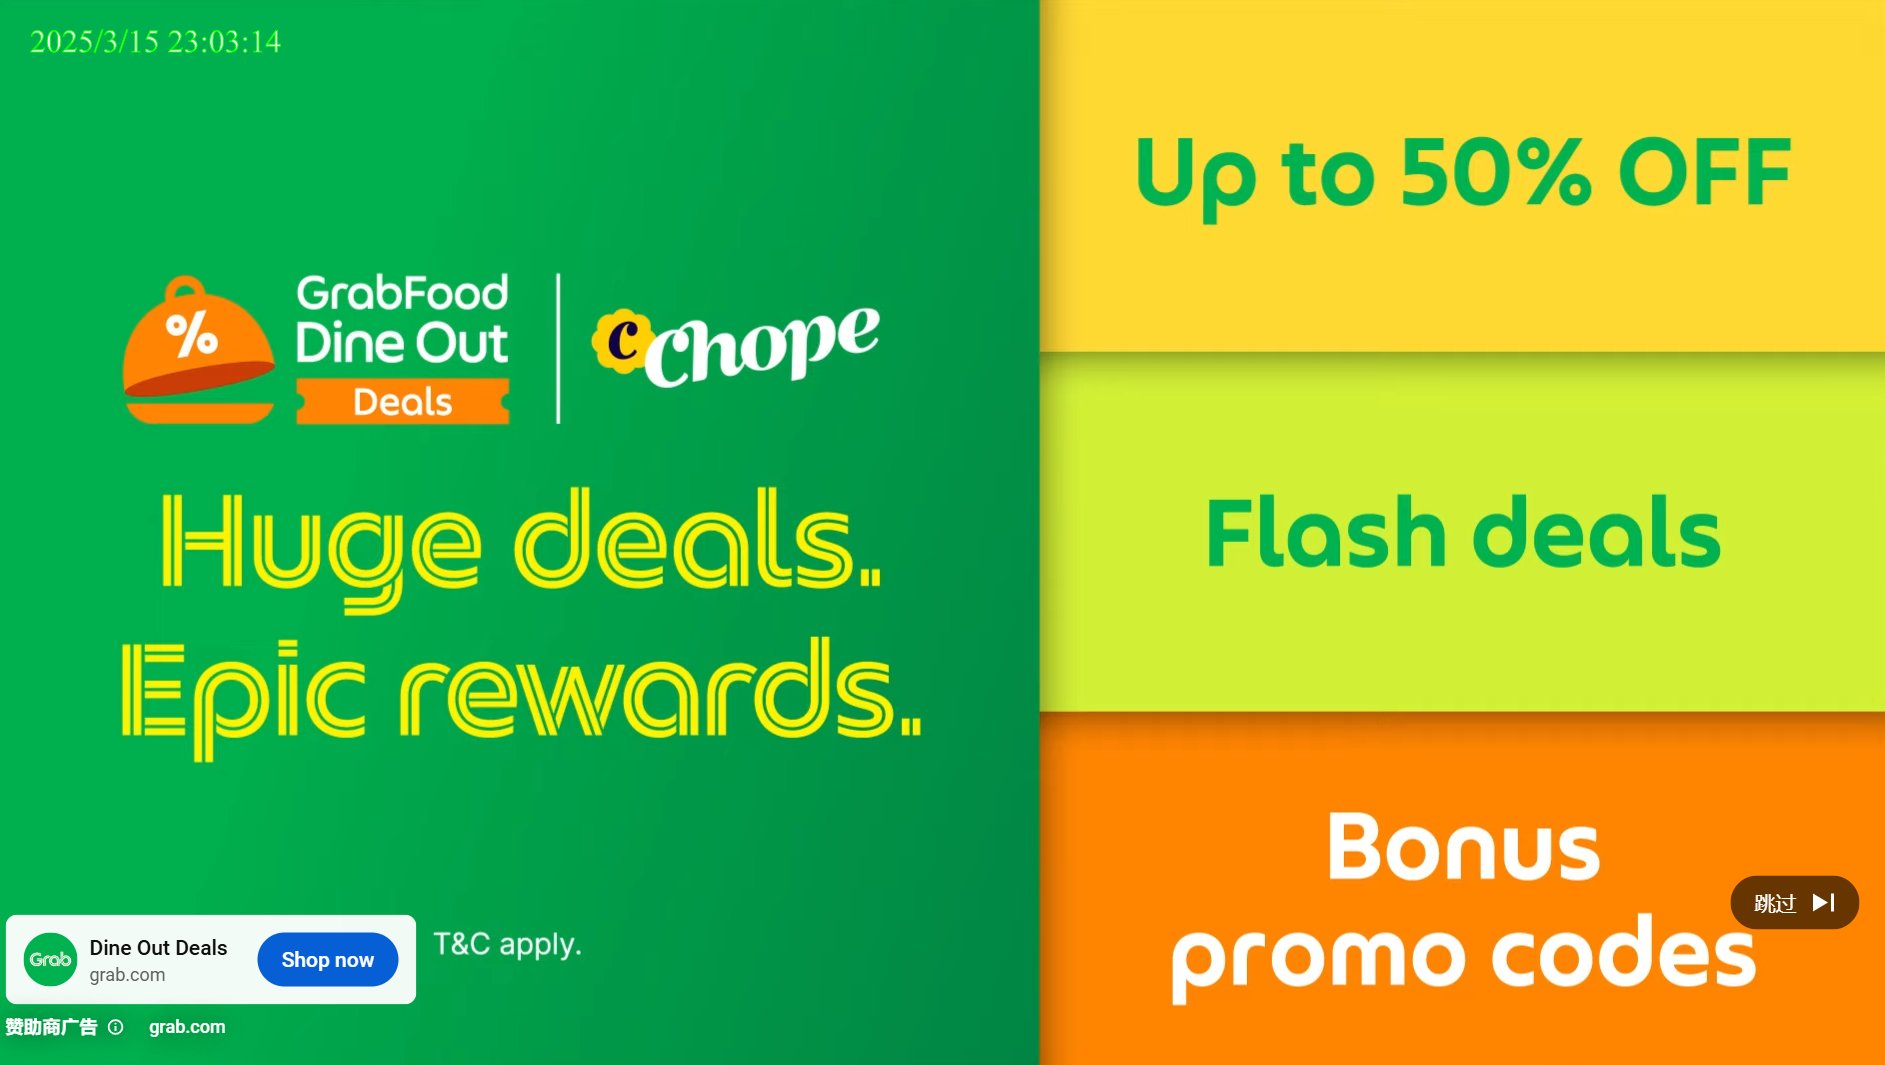 2025/3/15 23:03:14
%
GrabFood
Dine Out
Deals
c
Chope
Huge deals.
Epic rewards.
Up to 50% OFF
Flash deals
Bonus
promo codes
跳过
Grab
Dine Out Deals
grab.com
Shop now
T&C apply.
赞助商广告 grab.com